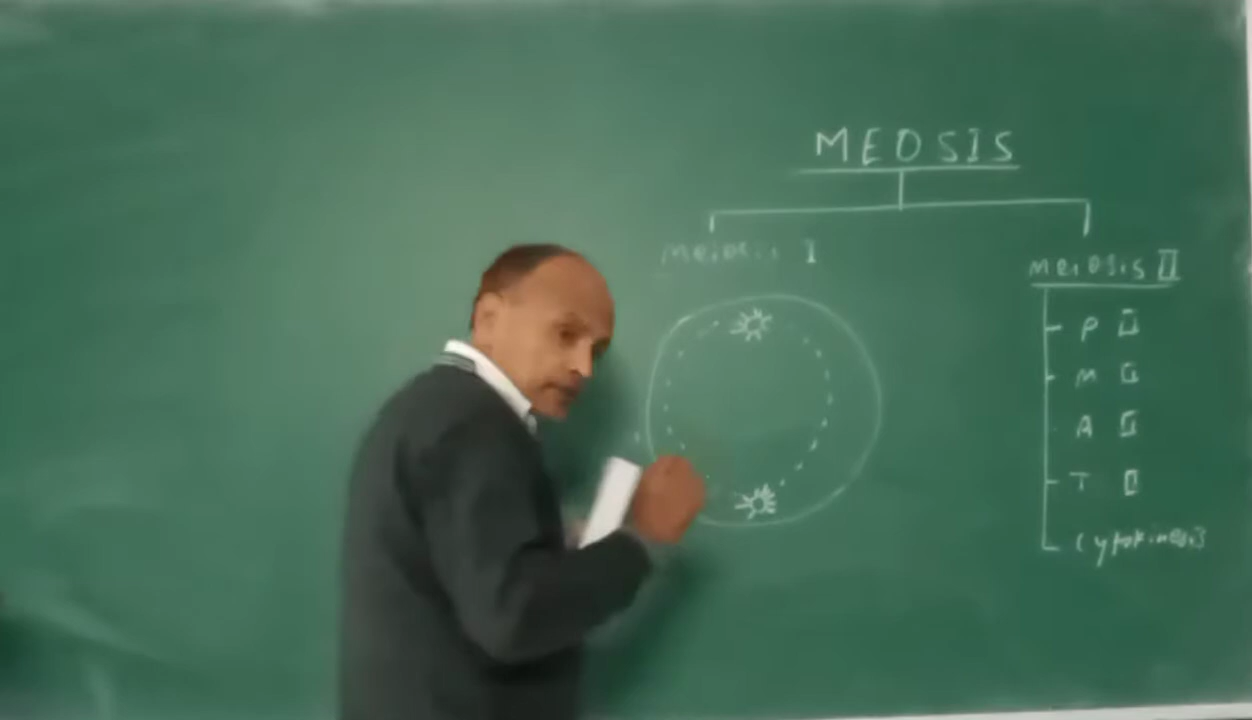 MEOSIS
meiosis I
meiosis II
P II
M II
A II
T II
Cytokinesis